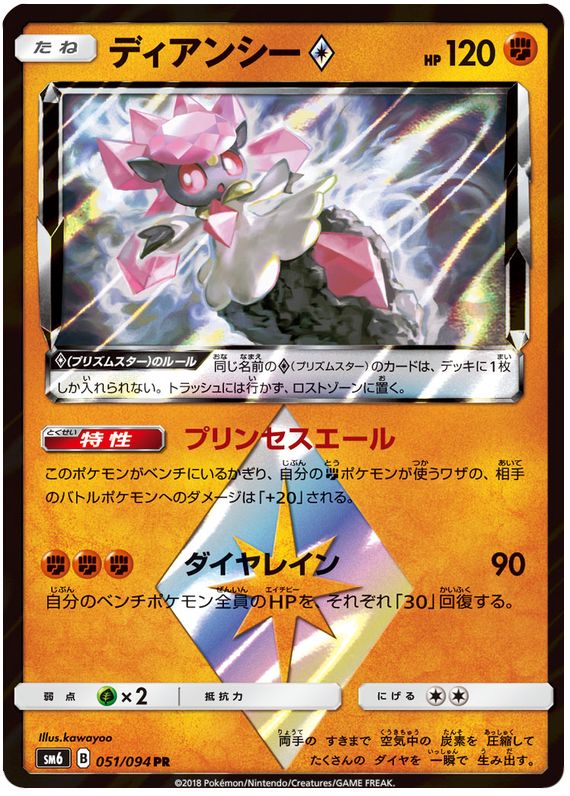 たね ディアンシー◇ HP 120
◇(プリズムスター)のルール 同じ名前の◇(プリズムスター)のカードは、デッキに1枚
しか入れられない。トラッシュには行かず、ロストゾーンに置く。
特性 プリンセスエール
このポケモンがベンチにいるかぎり、自分の闘ポケモンが使うワザの、相手
のバトルポケモンへのダメージは「+20」される。
ダイヤレイン 90
自分のベンチポケモン全員のHPを、それぞれ「30」回復する。
弱点 ×2 抵抗力 にげる
Illus.kawayoo
SM6 B 051/094 PR
両手の すきまで 空気中の 炭素を 圧縮して
たくさんの ダイヤを 一瞬で 生み出す。
©2018 Pokémon/Nintendo/Creatures/GAME FREAK.